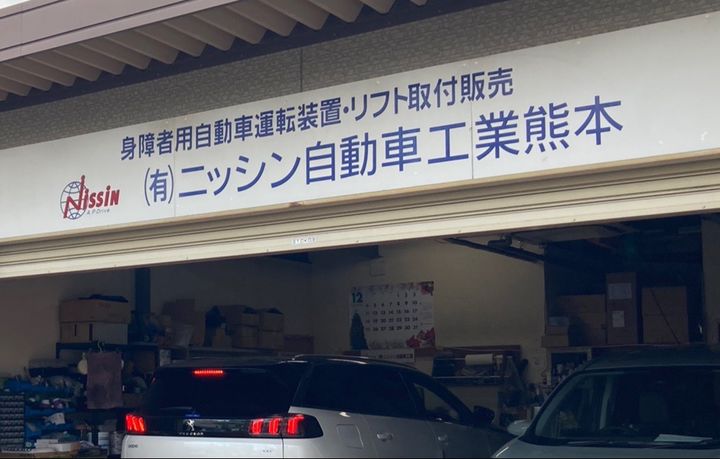 身障者用自動車運転装置・リフト取付販売
(有)ニッシン自動車工業熊本
NISSIN
A.P.Drive
12